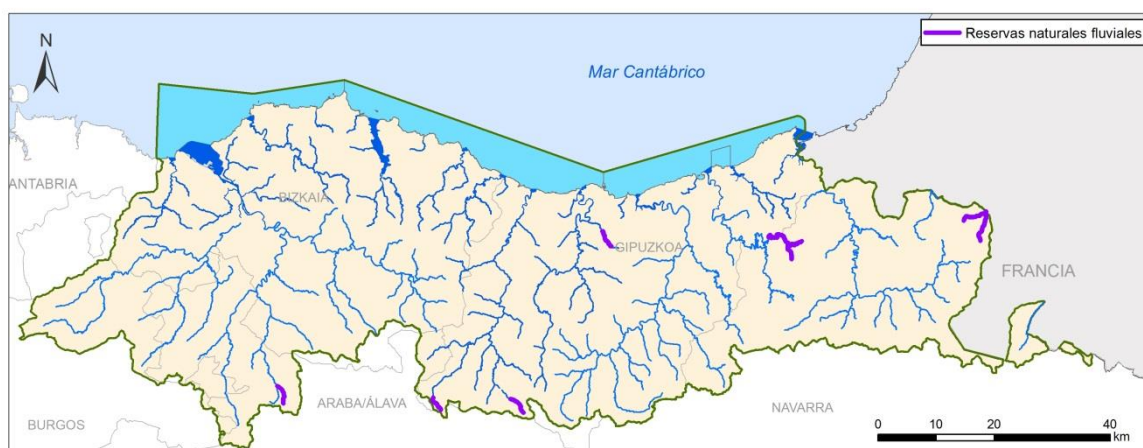 N
Reservas naturales fluviales
Mar Cantábrico
ANTABRIA
BIZKAIA
GIPUZKOA
FRANCIA
ARABA/ÁLAVA
NAVARRA
BURGOS
0 10 20 40
km